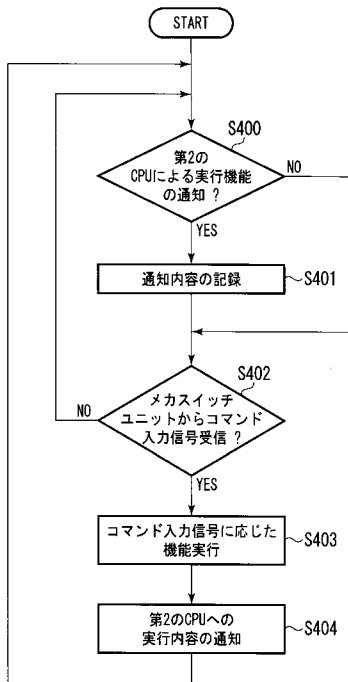 START
S400
第2の
CPUによる実行機能
の通知 ?
NO
YES
通知内容の記録
S401
S402
メカスイッチ
ユニットからコマンド
入力信号受信 ?
NO
YES
コマンド入力信号に応じた
機能実行
S403
第2のCPUへの
実行内容の通知
S404